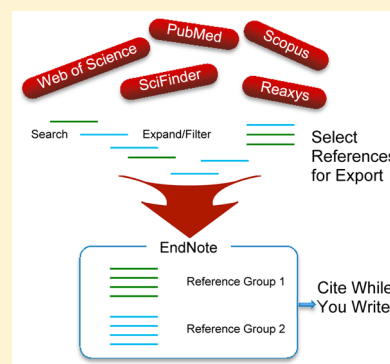 PubMed
Scopus
Web of Science
SciFinder
Reaxys
Search
Expand/Filter
Select
References
for Export
EndNote
Reference Group 1
Reference Group 2
Cite While
You Write